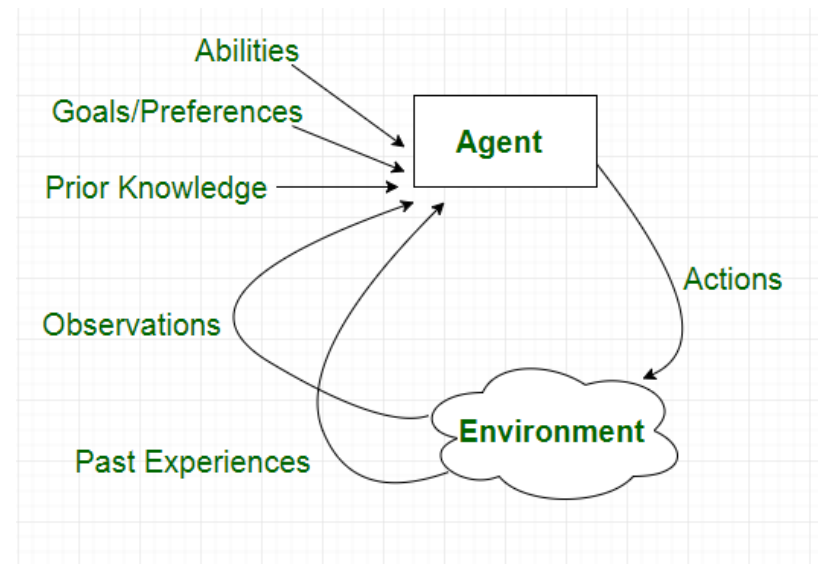 Abilities
Goals/Preferences
Agent
Prior Knowledge
Actions
Observations
Environment
Past Experiences